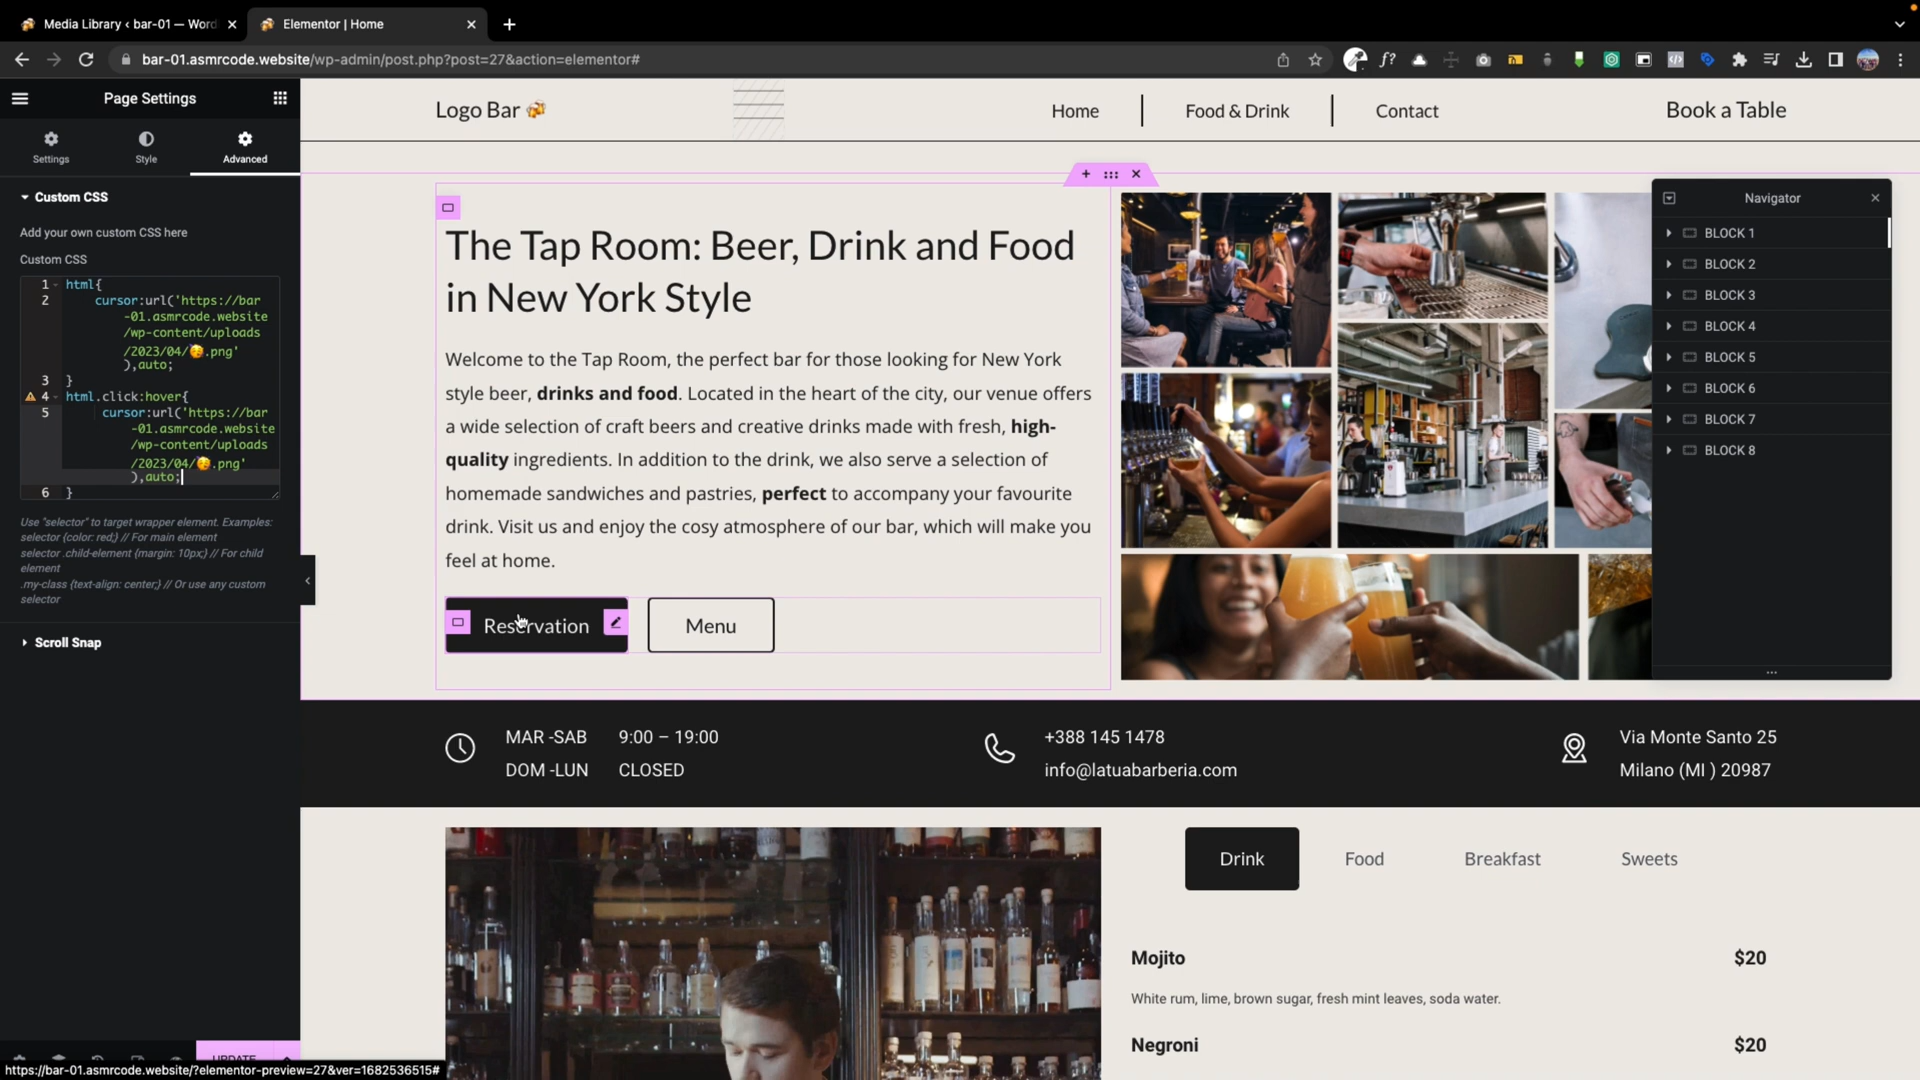 Media Library ‹ bar-01 — Word
Elementor | Home
bar-01.asmrcode.website/wp-admin/post.php?post=27&action=elementor#
Page Settings
Settings
Style
Advanced
Custom CSS
Add your own custom CSS here
Custom CSS
1 html{
2 cursor:url('https://bar
-01.asmrcode.website
/wp-content/uploads
/2023/04/🥳.png'
),auto;
3 }
4 html.click:hover{
5 cursor:url('https://bar
-01.asmrcode.website
/wp-content/uploads
/2023/04/🥳.png'
),auto;
6 }
Use "selector" to target wrapper element. Examples:
selector {color: red;} // For main element
selector .child-element {margin: 10px;} // For child
element
.my-class {text-align: center;} // Or use any custom
selector
Scroll Snap
UPDATE
https://bar-01.asmrcode.website/?elementor-preview=27&ver=1682536515#
Logo Bar 🍻
Home
Food & Drink
Contact
Book a Table
The Tap Room: Beer, Drink and Food
in New York Style
Welcome to the Tap Room, the perfect bar for those looking for New York
style beer, drinks and food. Located in the heart of the city, our venue offers
a wide selection of craft beers and creative drinks made with fresh, high-
quality ingredients. In addition to the drink, we also serve a selection of
homemade sandwiches and pastries, perfect to accompany your favourite
drink. Visit us and enjoy the cosy atmosphere of our bar, which will make you
feel at home.
Reservation
Menu
Navigator
BLOCK 1
BLOCK 2
BLOCK 3
BLOCK 4
BLOCK 5
BLOCK 6
BLOCK 7
BLOCK 8
MAR -SAB 9:00 – 19:00
DOM -LUN CLOSED
+388 145 1478
info@latuabarberia.com
Via Monte Santo 25
Milano (MI ) 20987
Drink
Food
Breakfast
Sweets
Mojito $20
White rum, lime, brown sugar, fresh mint leaves, soda water.
Negroni $20